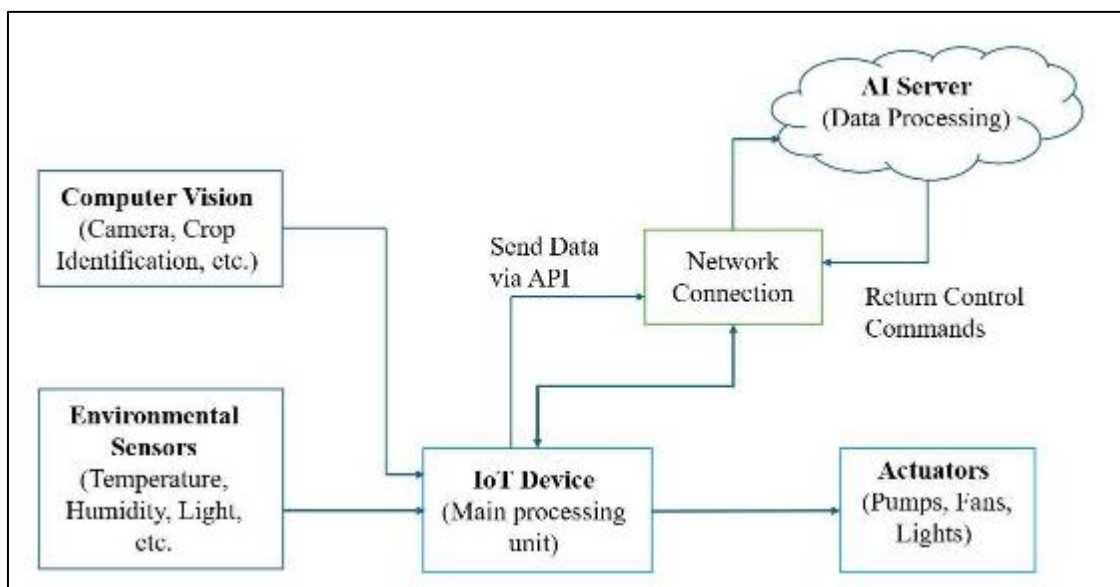 AI Server
(Data Processing)
Computer Vision
(Camera, Crop
Identification, etc.)
Send Data
via API
Network
Connection
Return Control
Commands
Environmental
Sensors
(Temperature,
Humidity, Light,
etc.
IoT Device
(Main processing
unit)
Actuators
(Pumps, Fans,
Lights)